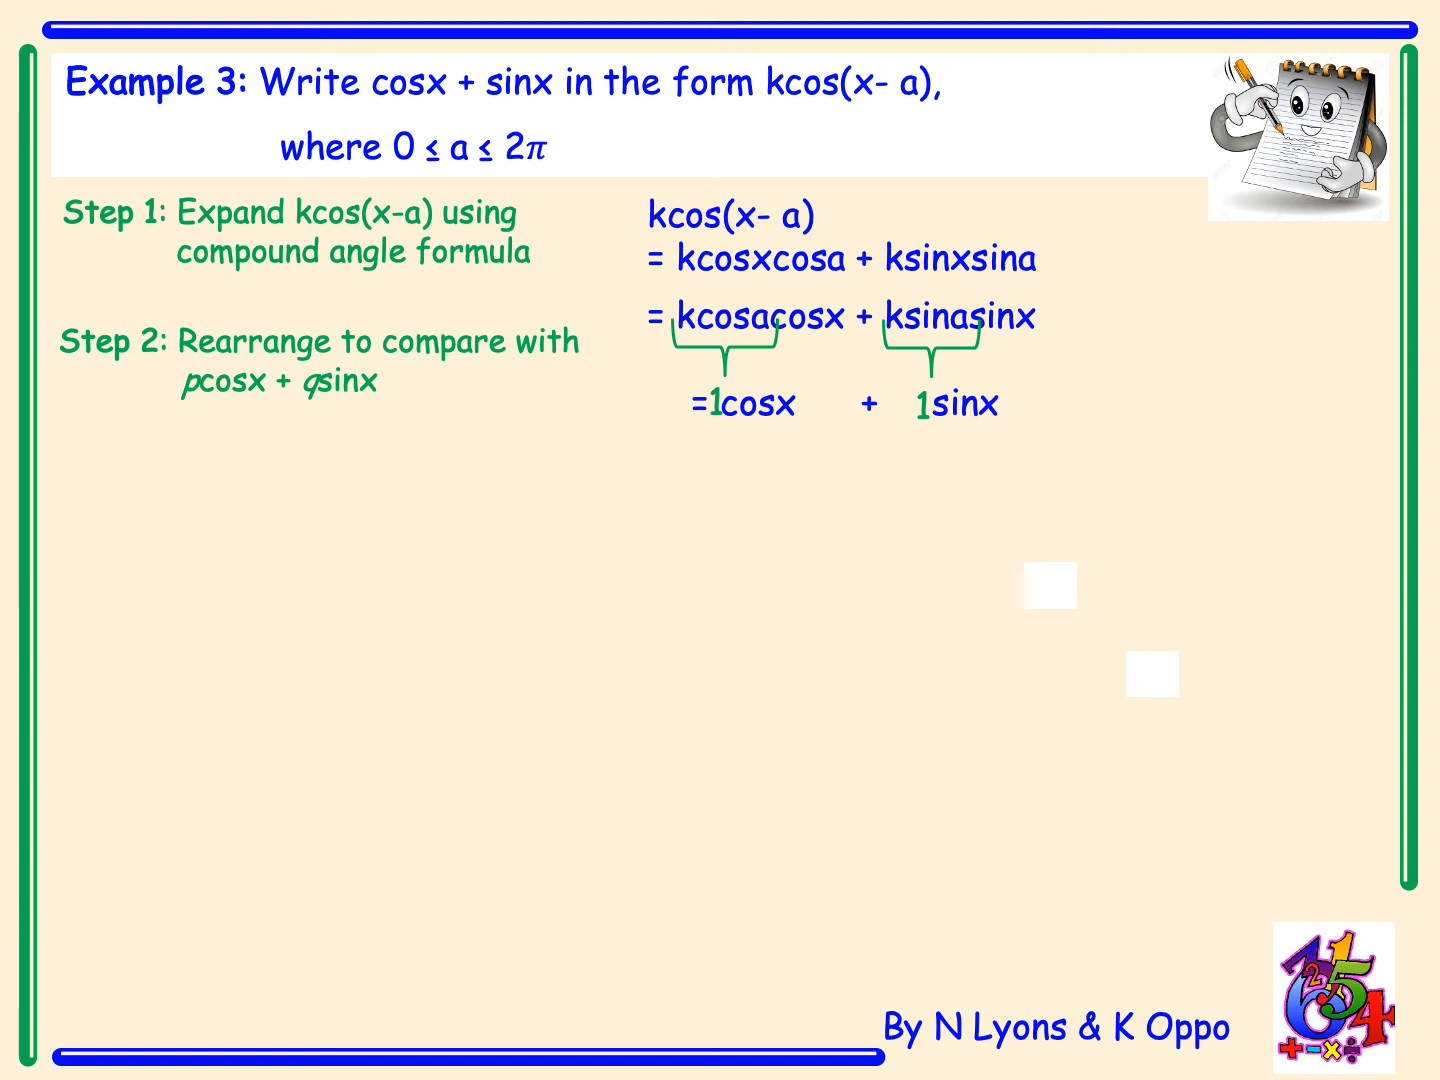 Example 3: Write cosx + sinx in the form kcos(x- a),
where 0 ≤ a ≤ 2π
Step 1: Expand kcos(x-a) using
compound angle formula
kcos(x- a)
= kcosxcosa + ksinxsina
= kcosacosx + ksinasinx
Step 2: Rearrange to compare with
pcosx + qsinx
=1cosx + 1sinx
By N Lyons & K Oppo